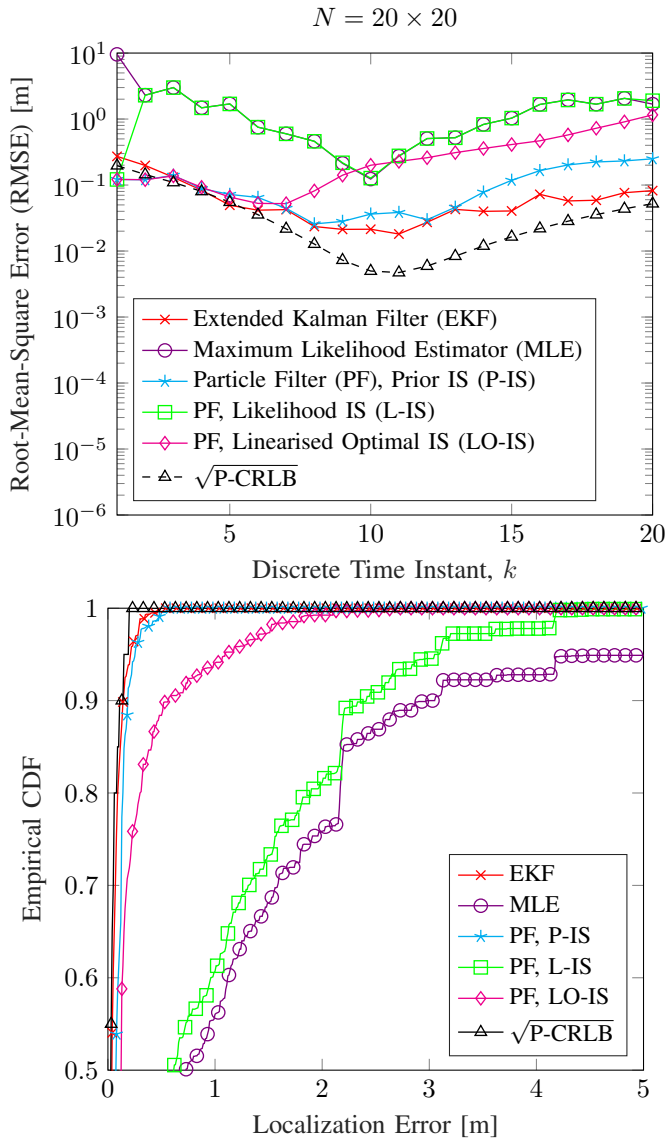 N = 20 × 20
Root-Mean-Square Error (RMSE) [m]
10¹
10⁰
10⁻¹
10⁻²
10⁻³
10⁻⁴
10⁻⁵
10⁻⁶
Extended Kalman Filter (EKF)
Maximum Likelihood Estimator (MLE)
Particle Filter (PF), Prior IS (P-IS)
PF, Likelihood IS (L-IS)
PF, Linearised Optimal IS (LO-IS)
√P-CRLB
5 10 15 20
Discrete Time Instant, k
Empirical CDF
1
0.9
0.8
0.7
0.6
0.5
EKF
MLE
PF, P-IS
PF, L-IS
PF, LO-IS
√P-CRLB
0 1 2 3 4 5
Localization Error [m]